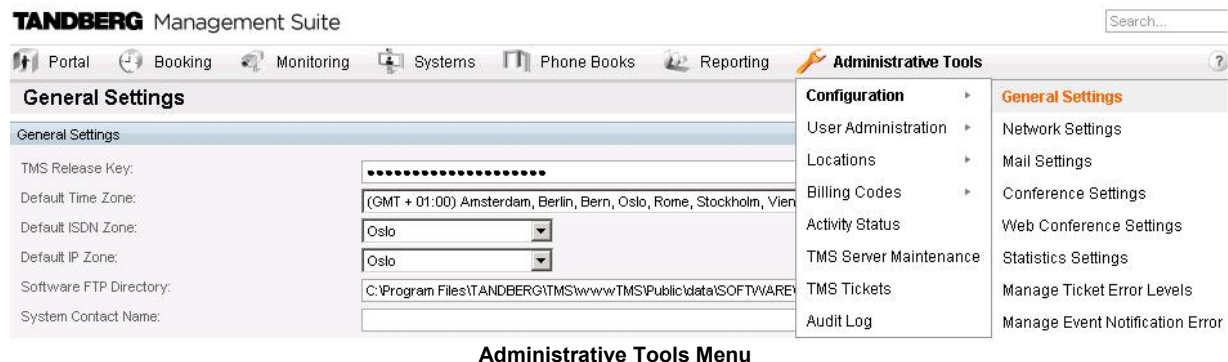 TANDBERG Management Suite
Search...
Portal Booking Monitoring Systems Phone Books Reporting Administrative Tools ?
General Settings
General Settings
TMS Release Key:
Default Time Zone: (GMT + 01:00) Amsterdam, Berlin, Bern, Oslo, Rome, Stockholm, Vien
Default ISDN Zone: Oslo
Default IP Zone: Oslo
Software FTP Directory: C:\Program Files\TANDBERG\TMS\wwwTMS\Public\data\SOFTWARE\
System Contact Name:
Configuration
User Administration
Locations
Billing Codes
Activity Status
TMS Server Maintenance
TMS Tickets
Audit Log
General Settings
Network Settings
Mail Settings
Conference Settings
Web Conference Settings
Statistics Settings
Manage Ticket Error Levels
Manage Event Notification Error
Administrative Tools Menu